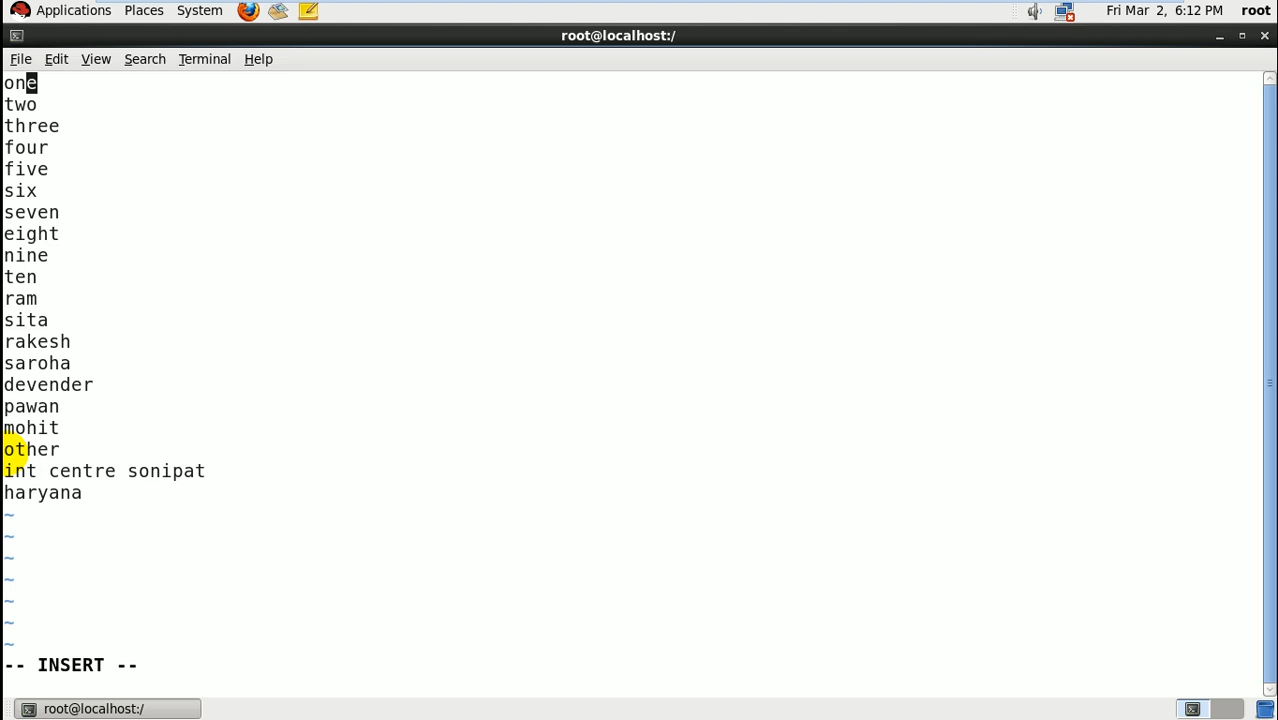 Applications Places System Fri Mar 2, 6:12 PM root
root@localhost:/
File Edit View Search Terminal Help
one
two
three
four
five
six
seven
eight
nine
ten
ram
sita
rakesh
saroha
devender
pawan
mohit
other
int centre sonipat
haryana
~
~
~
~
~
~
~
-- INSERT --
root@localhost:/